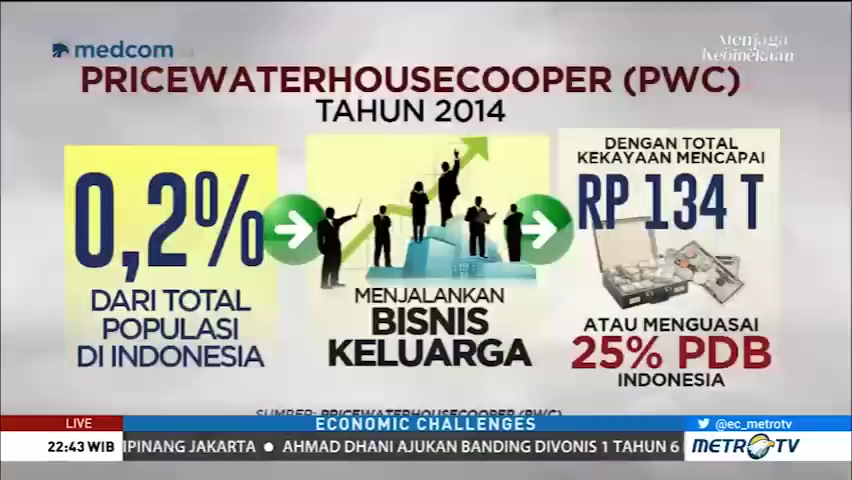 medcom
Menjaga
Kebinekaan
PRICEWATERHOUSECOOPER (PWC)
TAHUN 2014
0,2%
DARI TOTAL
POPULASI
DI INDONESIA
MENJALANKAN
BISNIS
KELUARGA
DENGAN TOTAL
KEKAYAAN MENCAPAI
RP 134 T
ATAU MENGUASAI
25% PDB
INDONESIA
SUMBER: PRICEWATERHOUSECOOPER (PWC)
LIVE
ECONOMIC CHALLENGES
@ec_metrotv
22:43 WIB
IPINANG JAKARTA ● AHMAD DHANI AJUKAN BANDING DIVONIS 1 TAHUN 6
METRO TV